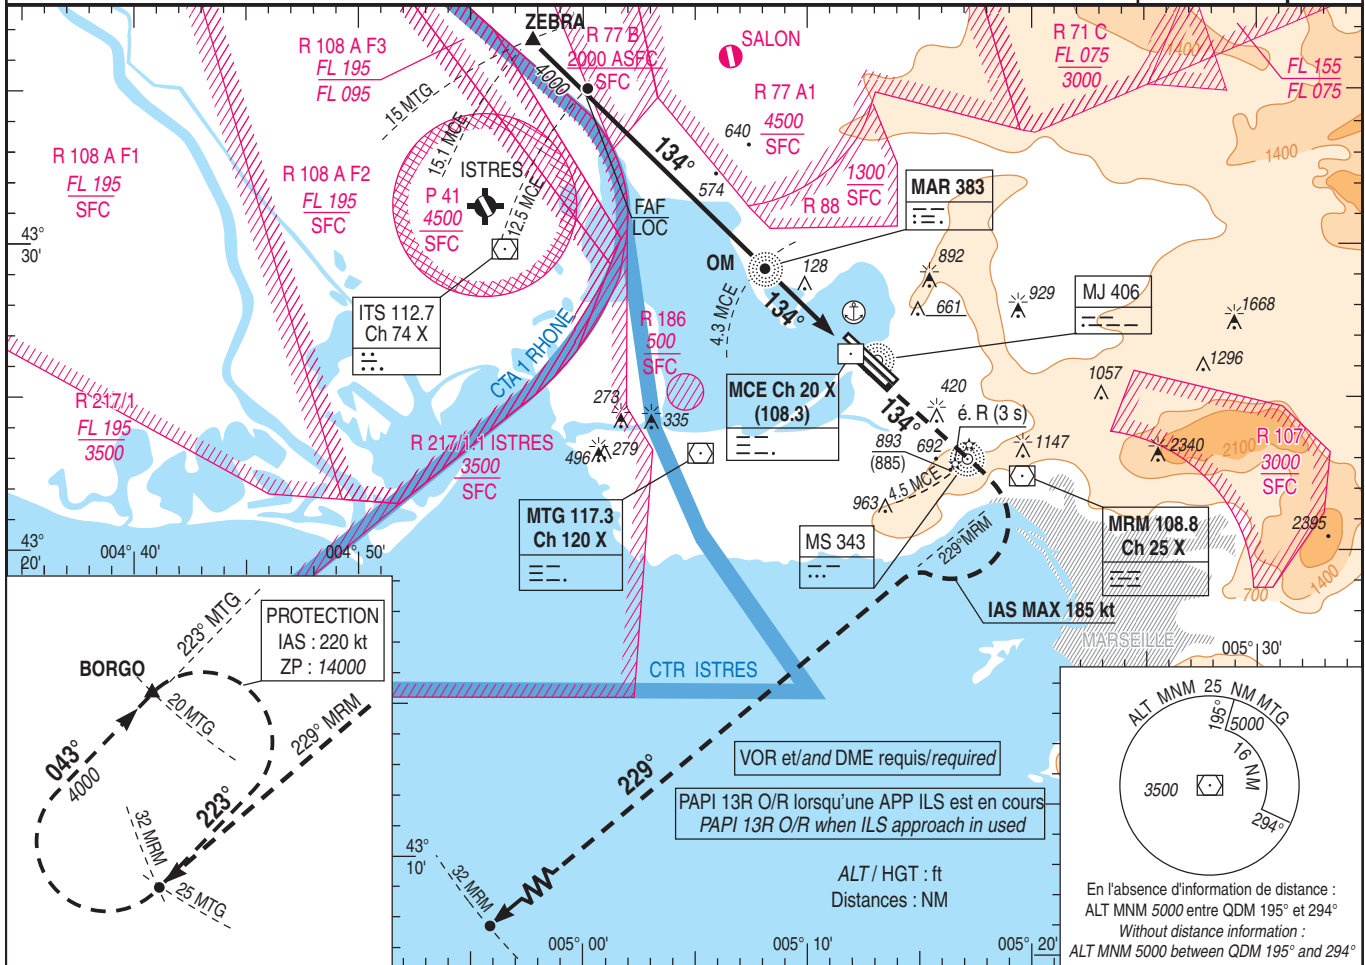 ZEBRA
R 77 B
2000 ASFC
SFC
SALON
R 71 C
FL 075
3000
1400
FL 155
FL 075
R 108 A F3
FL 195
FL 095
4000
15 MTG
15.1 MCE
R 77 A1
4500
SFC
640
134°
574
1400
R 108 A F1
FL 195
SFC
R 108 A F2
FL 195
SFC
ISTRES
P 41
4500
SFC
12.5 MCE
FAF
LOC
1300
SFC
R 88
MAR 383
43°
30'
OM
128
892
661
929
MJ 406
1668
ITS 112.7
Ch 74 X
4.3 MCE
134°
R 186
500
SFC
CTA 1 RHONE
1296
1057
MCE Ch 20 X
(108.3)
420
134°
é. R (3 s)
R 217/1
FL 195
3500
273
335
R 217/1.1 ISTRES
3500
SFC
496
279
893
(885)
692
1147
2340
2100
R 107
3000
SFC
4.5 MCE
963
MTG 117.3
Ch 120 X
MS 343
229° MRM
MRM 108.8
Ch 25 X
2395
1400
700
43°
20'
004° 40'
004° 50'
IAS MAX 185 kt
MARSEILLE
005° 30'
CTR ISTRES
PROTECTION
IAS : 220 kt
ZP : 14000
223° MTG
BORGO
20 MTG
229° MRM
043°
4000
223°
32 MRM
25 MTG
229°
VOR et/and DME requis/required
PAPI 13R O/R lorsqu'une APP ILS est en cours
PAPI 13R O/R when ILS approach in used
43°
10'
32 MRM
ALT / HGT : ft
Distances : NM
005° 00'
005° 10'
005° 20'
ALT MNM 25 NM MTG
195°
5000
16 NM
3500
294°
En l'absence d'information de distance :
ALT MNM 5000 entre QDM 195° et 294°
Without distance information :
ALT MNM 5000 between QDM 195° and 294°